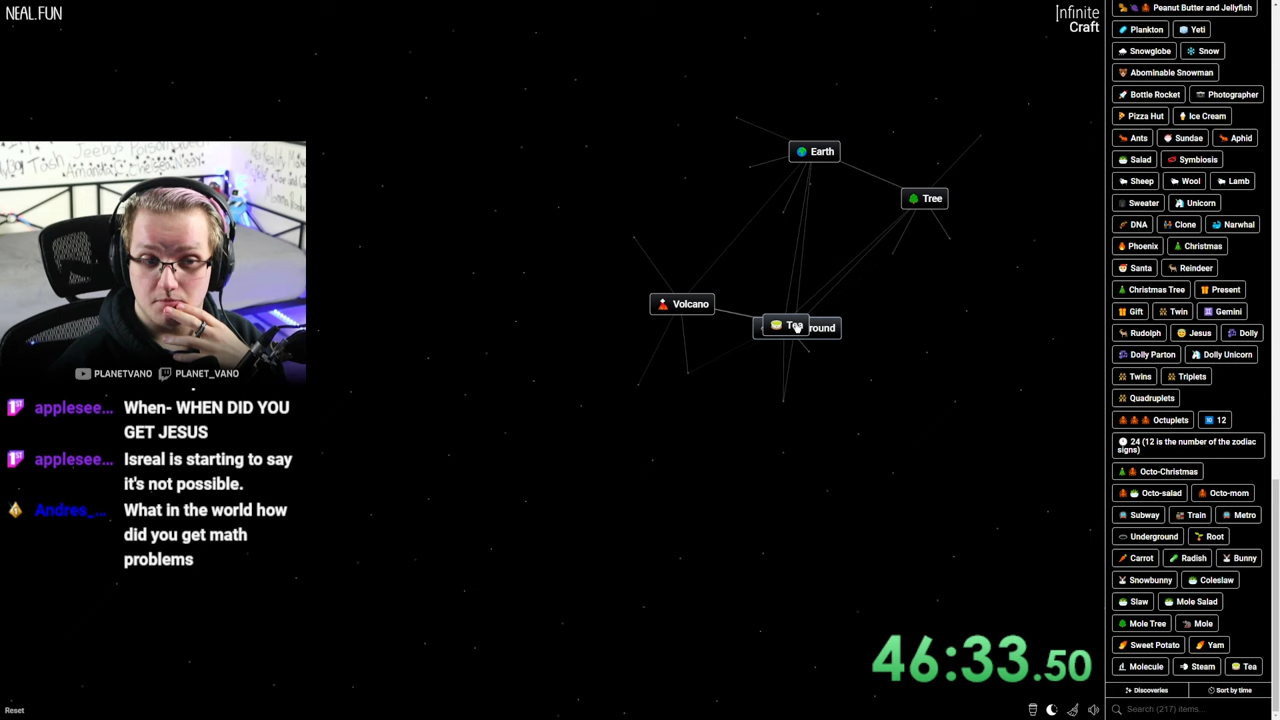 NEAL.FUN
Infinite
Craft
Earth
Tree
Volcano
Tea
round
PLANETVANO PLANET_VANO
appleseе... When- WHEN DID YOU
GET JESUS
appleseе... Isreal is starting to say
it's not possible.
Andres_... What in the world how
did you get math
problems
46:33.50
Reset
Peanut Butter and Jellyfish
Plankton Yeti
Snowglobe Snow
Abominable Snowman
Bottle Rocket Photographer
Pizza Hut Ice Cream
Ants Sundae Aphid
Salad Symbiosis
Sheep Wool Lamb
Sweater Unicorn
DNA Clone Narwhal
Phoenix Christmas
Santa Reindeer
Christmas Tree Present
Gift Twin Gemini
Rudolph Jesus Dolly
Dolly Parton Dolly Unicorn
Twins Triplets
Quadruplets
Octuplets 12
24 (12 is the number of the zodiac
signs)
Octo-Christmas
Octo-salad Octo-mom
Subway Train Metro
Underground Root
Carrot Radish Bunny
Snowbunny Coleslaw
Slaw Mole Salad
Mole Tree Mole
Sweet Potato Yam
Molecule Steam Tea
Discoveries Sort by time
Search (217) items...